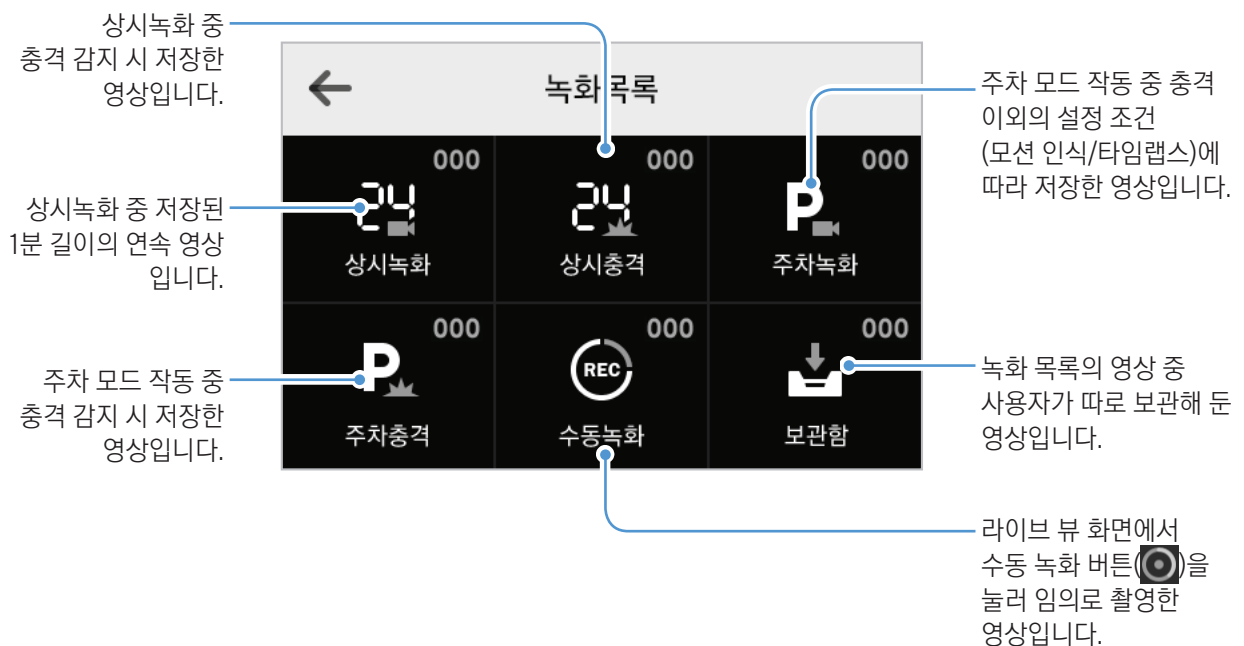 상시녹화 중
충격 감지 시 저장한
영상입니다.
상시녹화 중 저장된
1분 길이의 연속 영상
입니다.
주차 모드 작동 중
충격 감지 시 저장한
영상입니다.
녹화목록
000
000
000
24
24
P
상시녹화
상시충격
주차녹화
000
000
000
P
REC
주차충격
수동녹화
보관함
주차 모드 작동 중 충격
이외의 설정 조건
(모션 인식/타임랩스)에
따라 저장한 영상입니다.
녹화 목록의 영상 중
사용자가 따로 보관해 둔
영상입니다.
라이브 뷰 화면에서
수동 녹화 버튼( )을
눌러 임의로 촬영한
영상입니다.